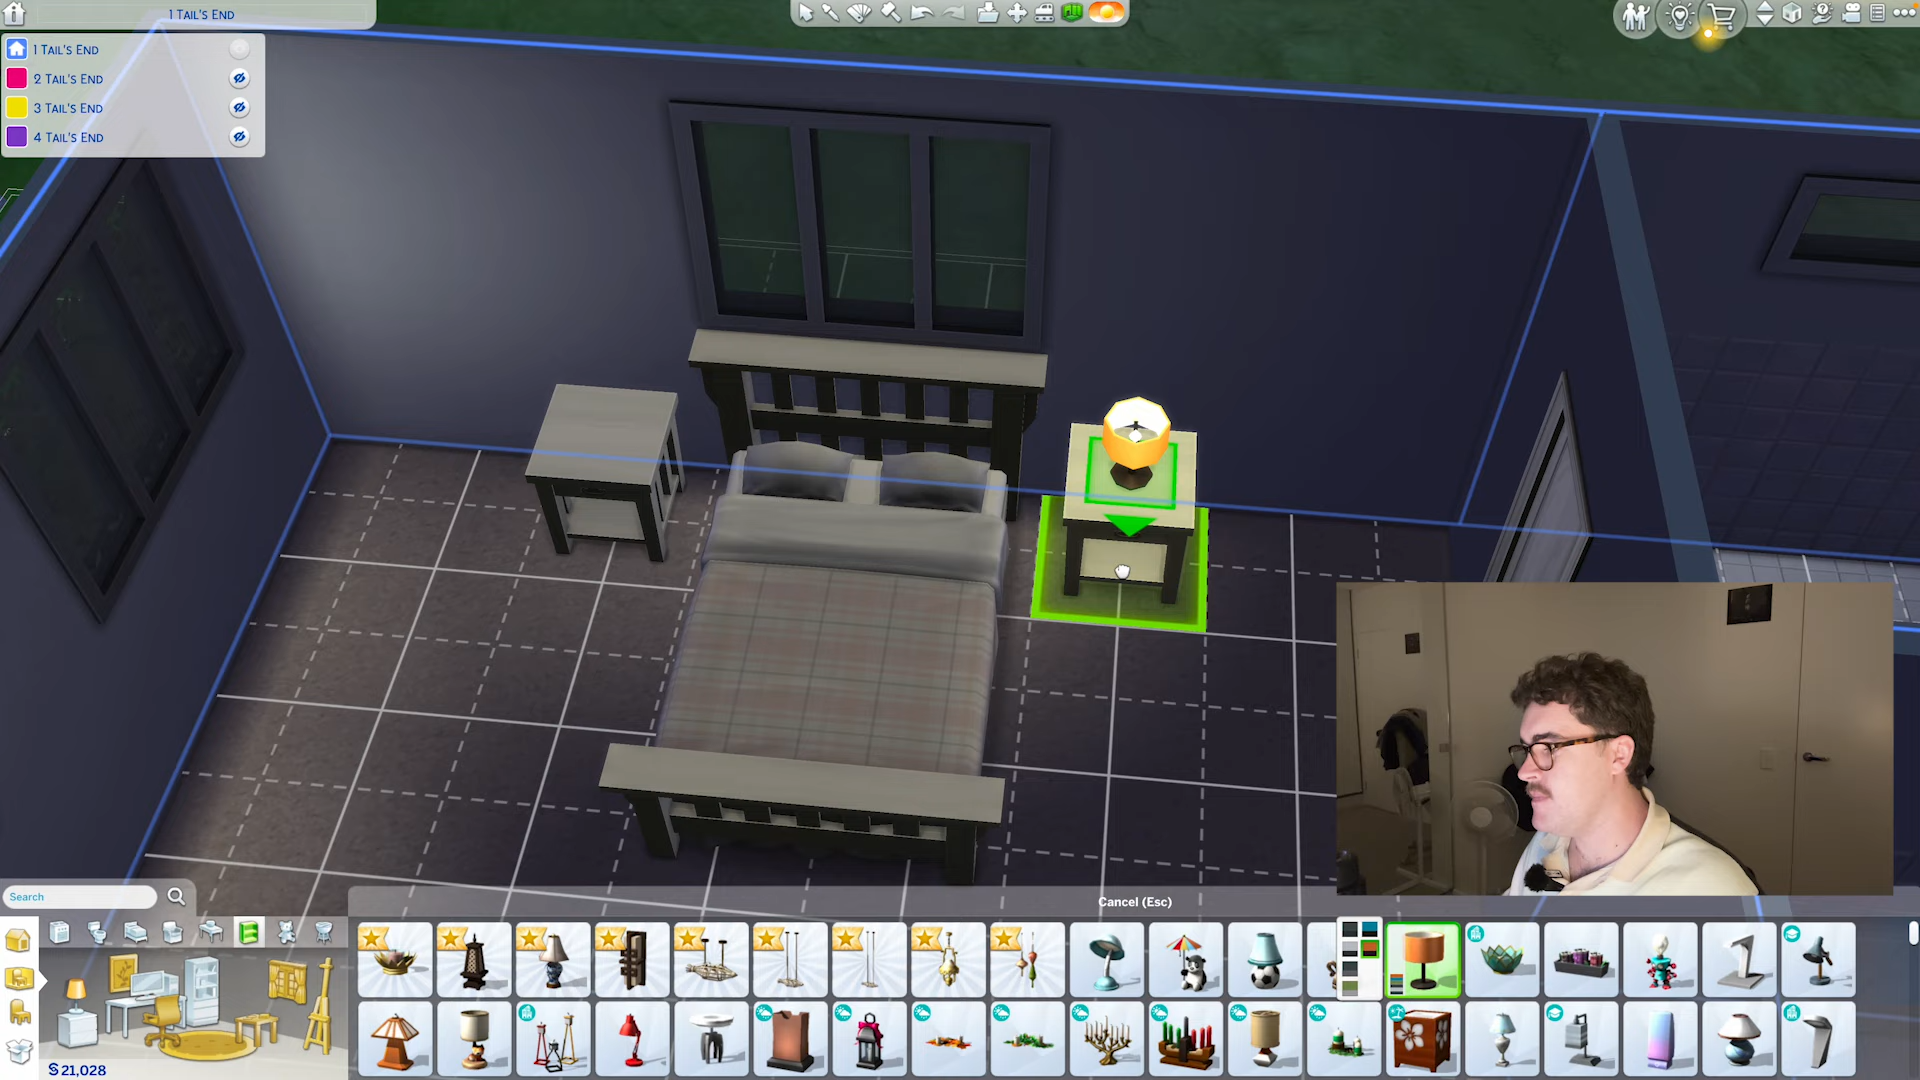 1 Tail's End
1 Tail's End
2 Tail's End
3 Tail's End
4 Tail's End
Cancel (Esc)
Search
§21,028